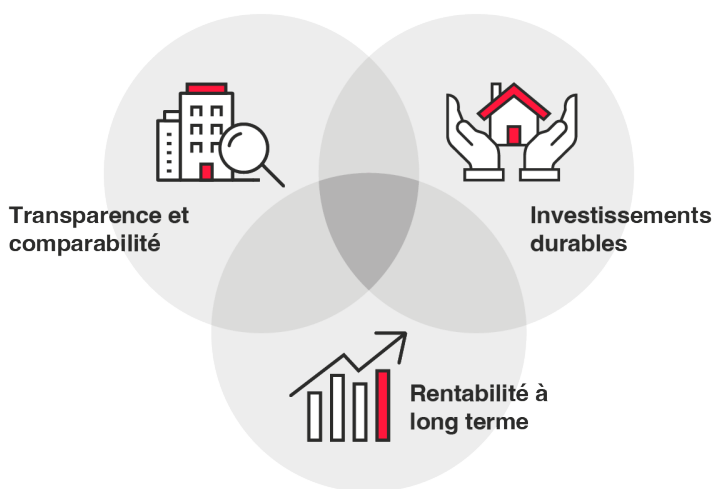 Transparence et
comparabilité
Investissements
durables
Rentabilité à
long terme